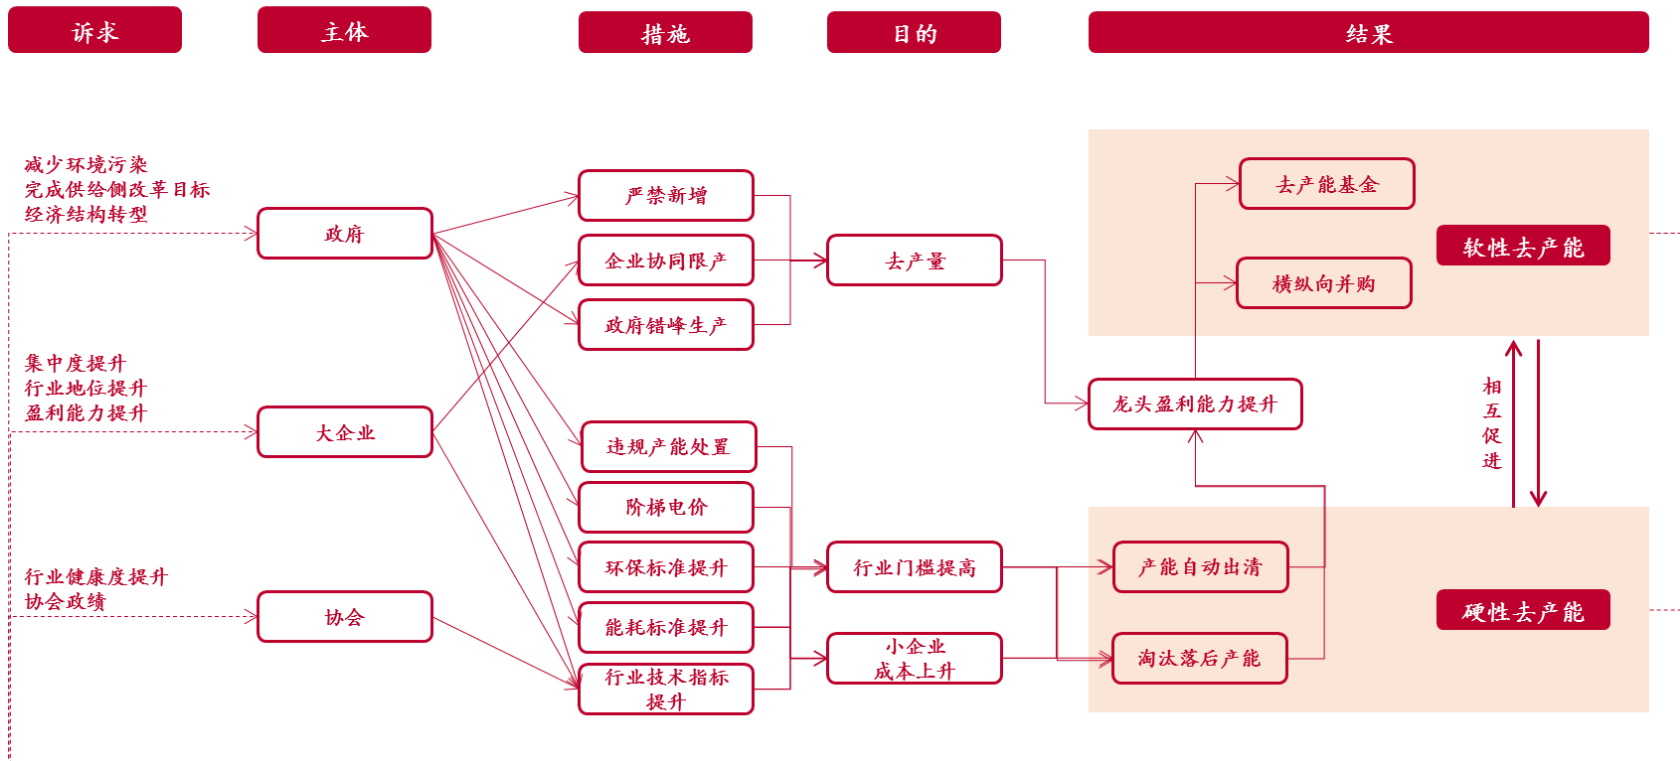 诉求
主体
措施
目的
结果
减少环境污染
完成供给侧改革目标
经济结构转型
政府
集中度提升
行业地位提升
盈利能力提升
大企业
行业健康度提升
协会政绩
协会
严禁新增
企业协同限产
政府错峰生产
违规产能处置
阶梯电价
环保标准提升
能耗标准提升
行业技术指标
提升
去产量
行业门槛提高
小企业
成本上升
去产能基金
横纵向并购
软性去产能
龙头盈利能力提升
相
互
促
进
产能自动出清
淘汰落后产能
硬性去产能